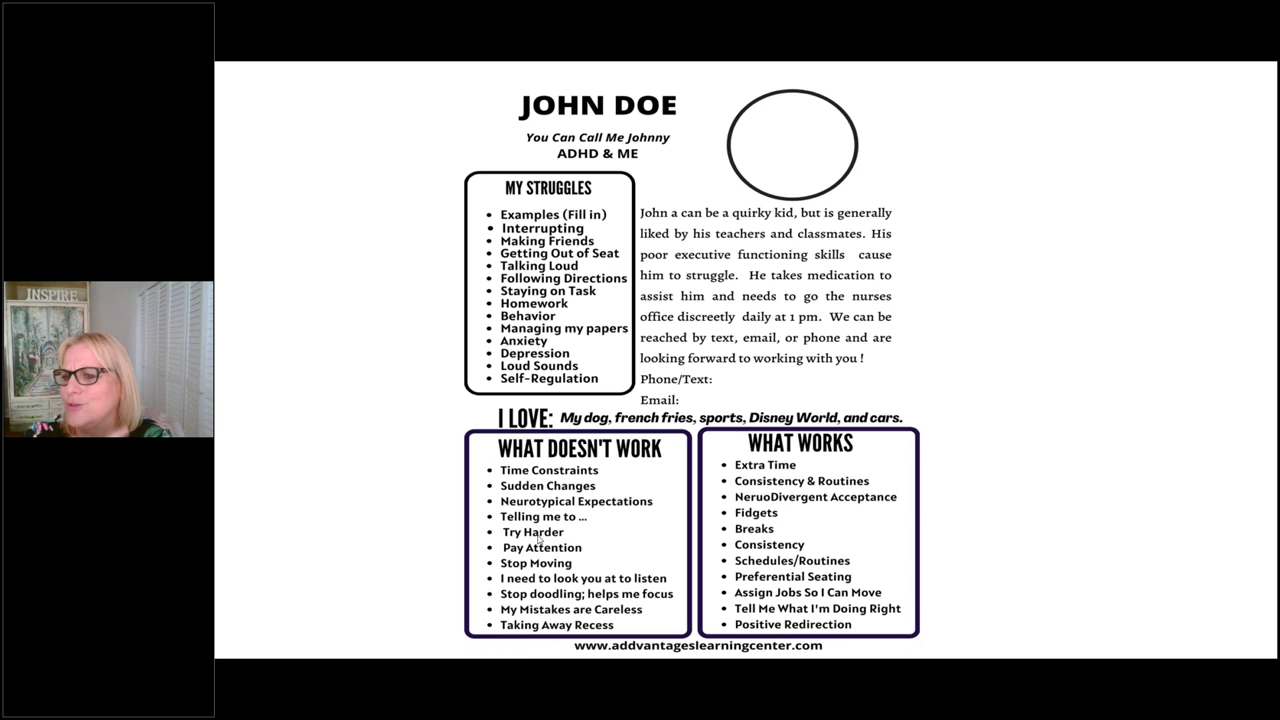 INSPIRE
JOHN DOE
You Can Call Me Johnny
ADHD & ME
MY STRUGGLES
• Examples (Fill in)
• Interrupting
• Making Friends
• Getting Out of Seat
• Talking Loud
• Following Directions
• Staying on Task
• Homework
• Behavior
• Managing my papers
• Anxiety
• Depression
• Loud Sounds
• Self-Regulation
John a can be a quirky kid, but is generally
liked by his teachers and classmates. His
poor executive functioning skills cause
him to struggle. He takes medication to
assist him and needs to go the nurses
office discreetly daily at 1 pm. We can be
reached by text, email, or phone and are
looking forward to working with you !
Phone/Text:
Email:
I LOVE: My dog, french fries, sports, Disney World, and cars.
WHAT DOESN'T WORK
• Time Constraints
• Sudden Changes
• Neurotypical Expectations
• Telling me to ...
• Try Harder
• Pay Attention
• Stop Moving
• I need to look you at to listen
• Stop doodling; helps me focus
• My Mistakes are Careless
• Taking Away Recess
WHAT WORKS
• Extra Time
• Consistency & Routines
• NeruoDivergent Acceptance
• Fidgets
• Breaks
• Consistency
• Schedules/Routines
• Preferential Seating
• Assign Jobs So I Can Move
• Tell Me What I'm Doing Right
• Positive Redirection
www.addvantageslearningcenter.com